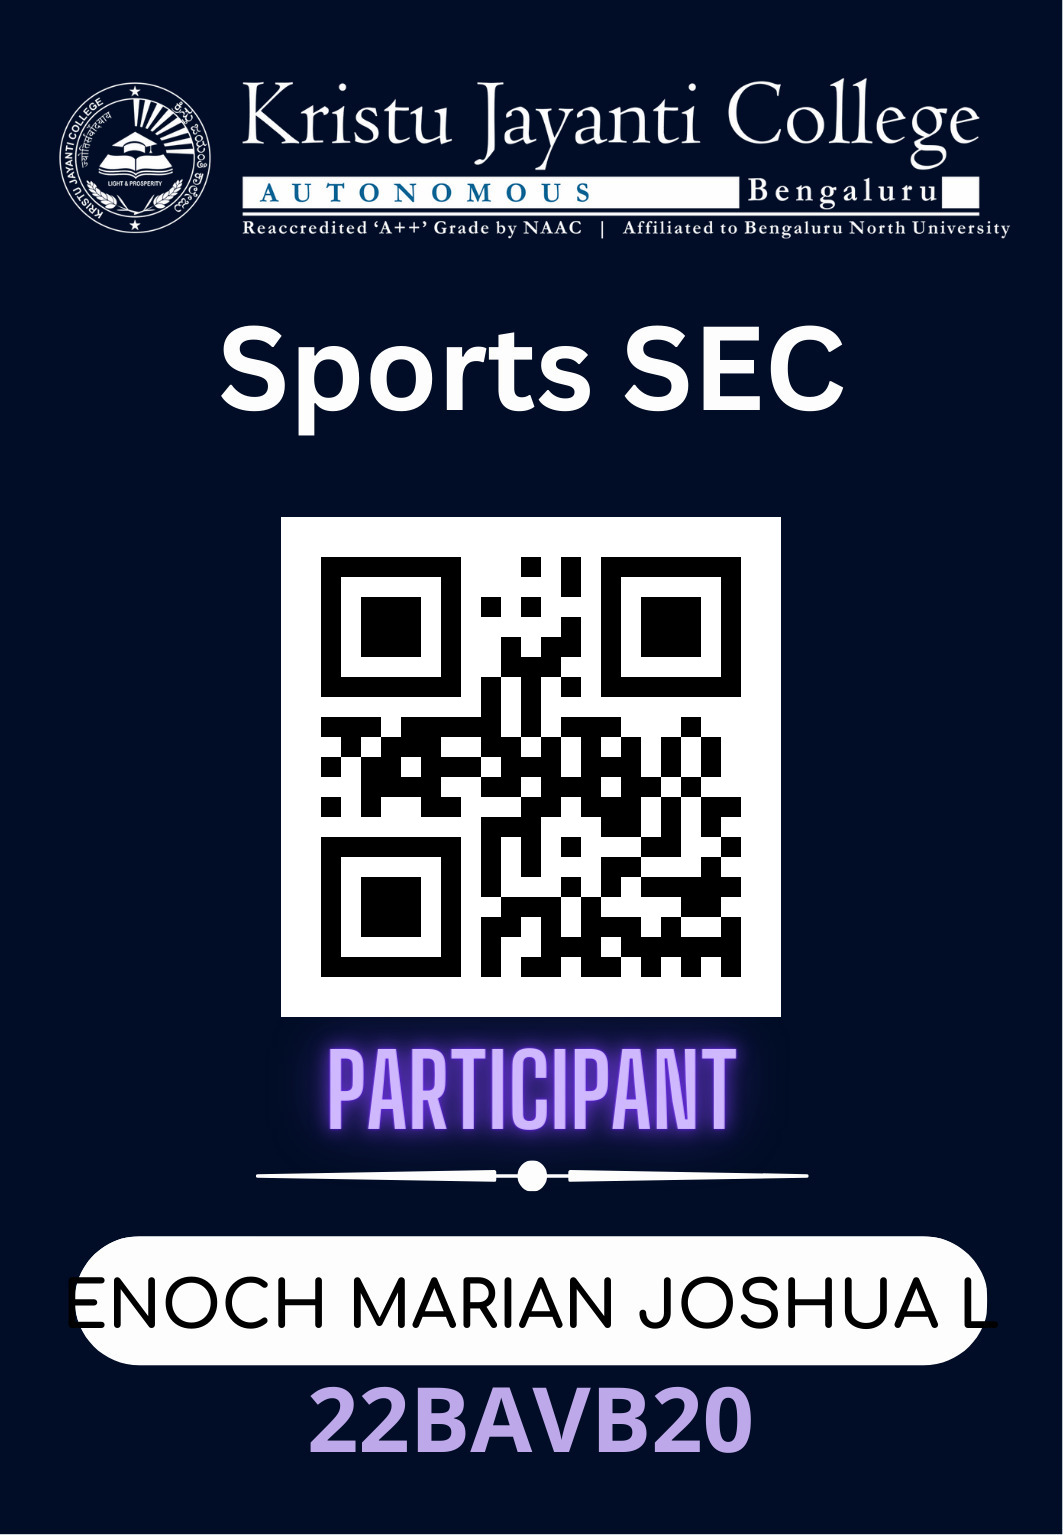 Kristu Jayanti College
AUTONOMOUS Bengaluru
Reaccredited ‘A++’ Grade by NAAC | Affiliated to Bengaluru North University
KRISTU JAYANTI COLLEGE
LIGHT & PROSPERITY
Sports SEC
PARTICIPANT
ENOCH MARIAN JOSHUA L
22BAVB20